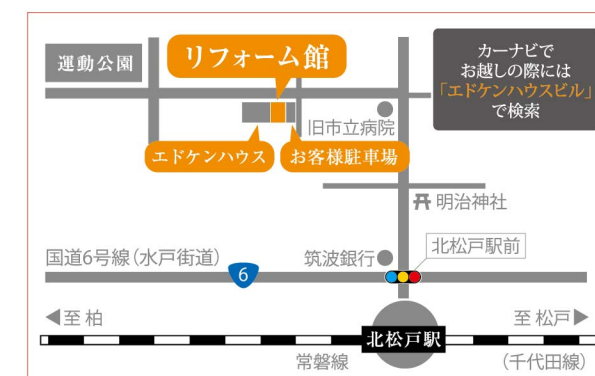 運動公園
リフォーム館
カーナビで
お越しの際には
「エドケンハウスビル」
で検索
旧市立病院
エドケンハウス
お客様駐車場
明治神社
国道6号線（水戸街道）
6
筑波銀行
北松戸駅前
◀至 柏
至 松戸▶
北松戸駅
常磐線
（千代田線）